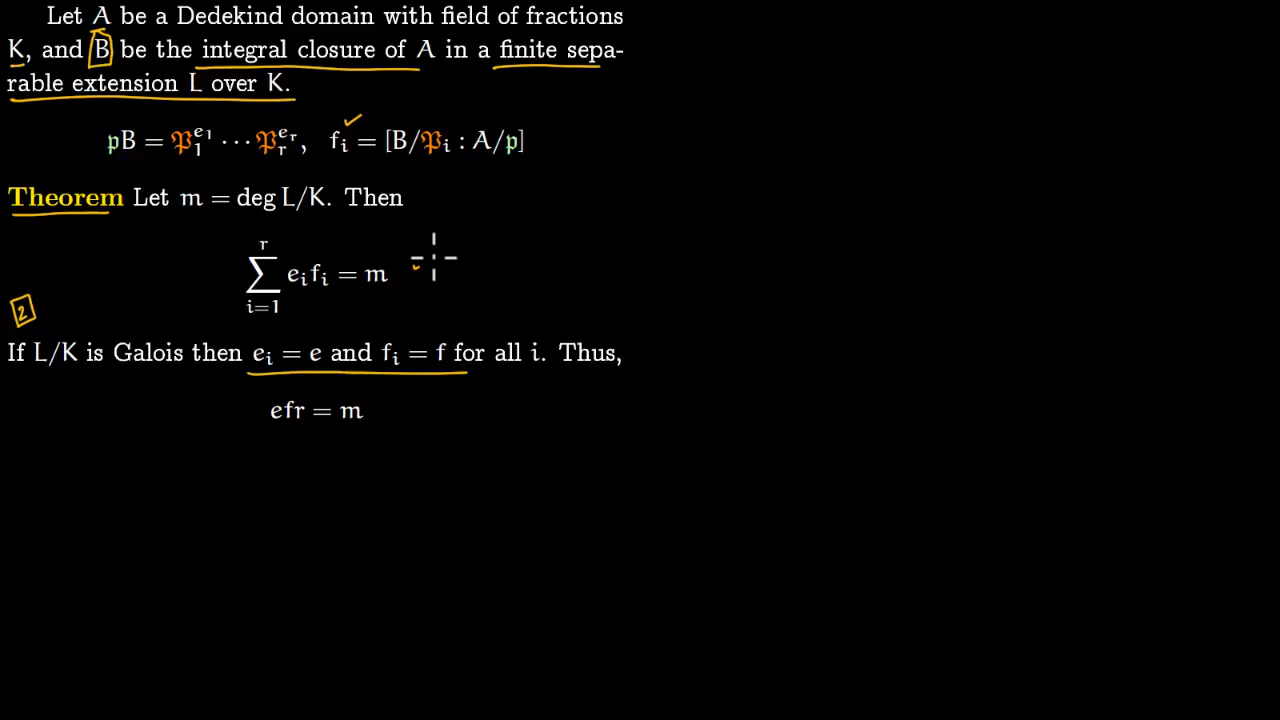 Let A be a Dedekind domain with field of fractions
K, and B be the integral closure of A in a finite sepa-
rable extension L over K.
𝔭B = 𝔓₁^{e₁} ⋯ 𝔓ᵣ^{eᵣ}, fᵢ = [B/𝔓ᵢ : A/𝔭]
Theorem Let m = deg L/K. Then
∑_{i=1}^{r} eᵢfᵢ = m
2
If L/K is Galois then eᵢ = e and fᵢ = f for all i. Thus,
efr = m